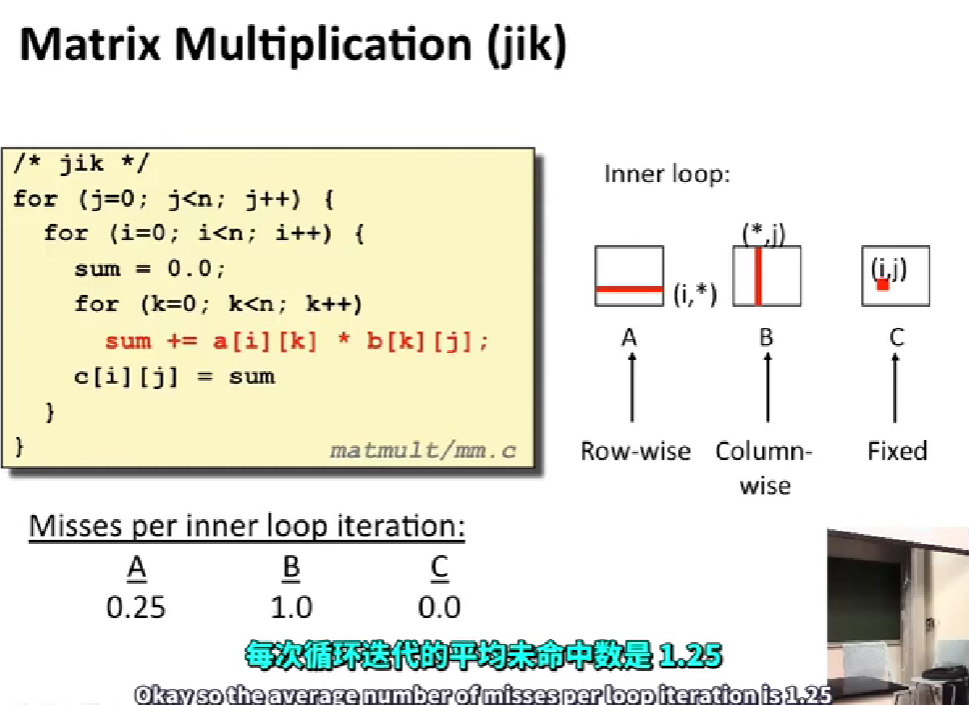 Matrix Multiplication (jik)
/* jik */
for (j=0; j<n; j++) {
for (i=0; i<n; i++) {
sum = 0.0;
for (k=0; k<n; k++)
sum += a[i][k] * b[k][j];
c[i][j] = sum
}
}
matmult/mm.c
Inner loop:
(i,*)
(*,j)
(i,j)
A
B
C
Row-wise
Column-
wise
Fixed
Misses per inner loop iteration:
A B C
0.25 1.0 0.0
每次循环迭代的平均未命中数是 1.25
Okay so the average number of misses per loop iteration is 1.25